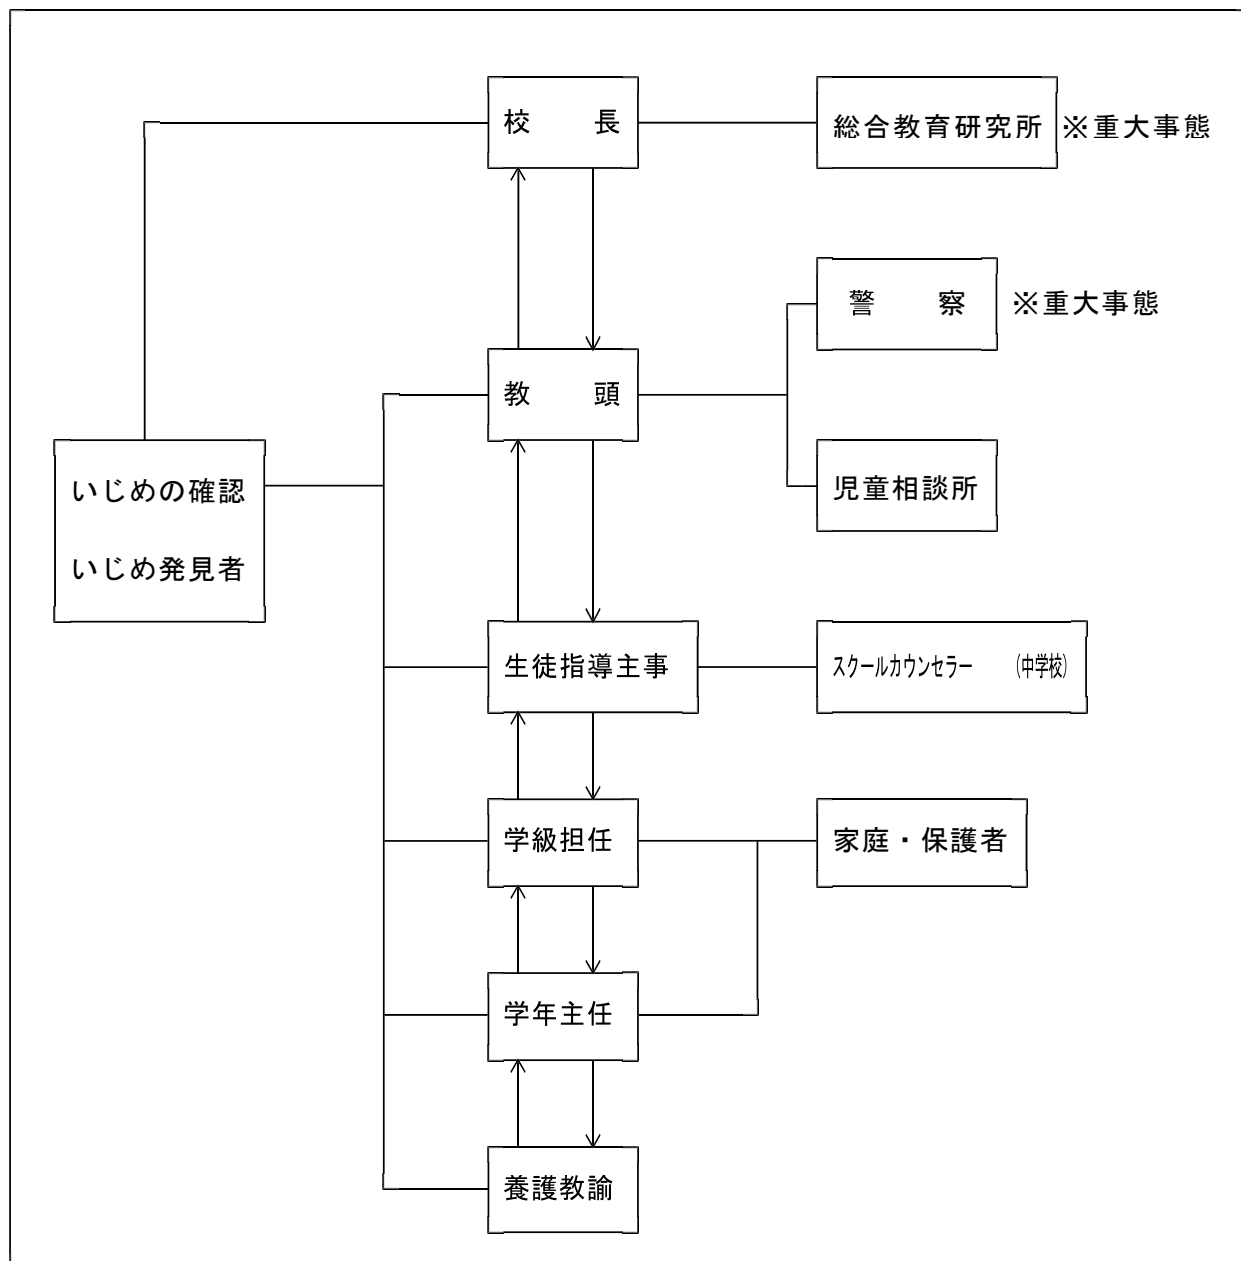 校　　長
総合教育研究所 ※重大事態
警　　察 ※重大事態
教　　頭
児童相談所
いじめの確認
いじめ発見者
生徒指導主事
スクールカウンセラー　(中学校)
学級担任
家庭・保護者
学年主任
養護教諭